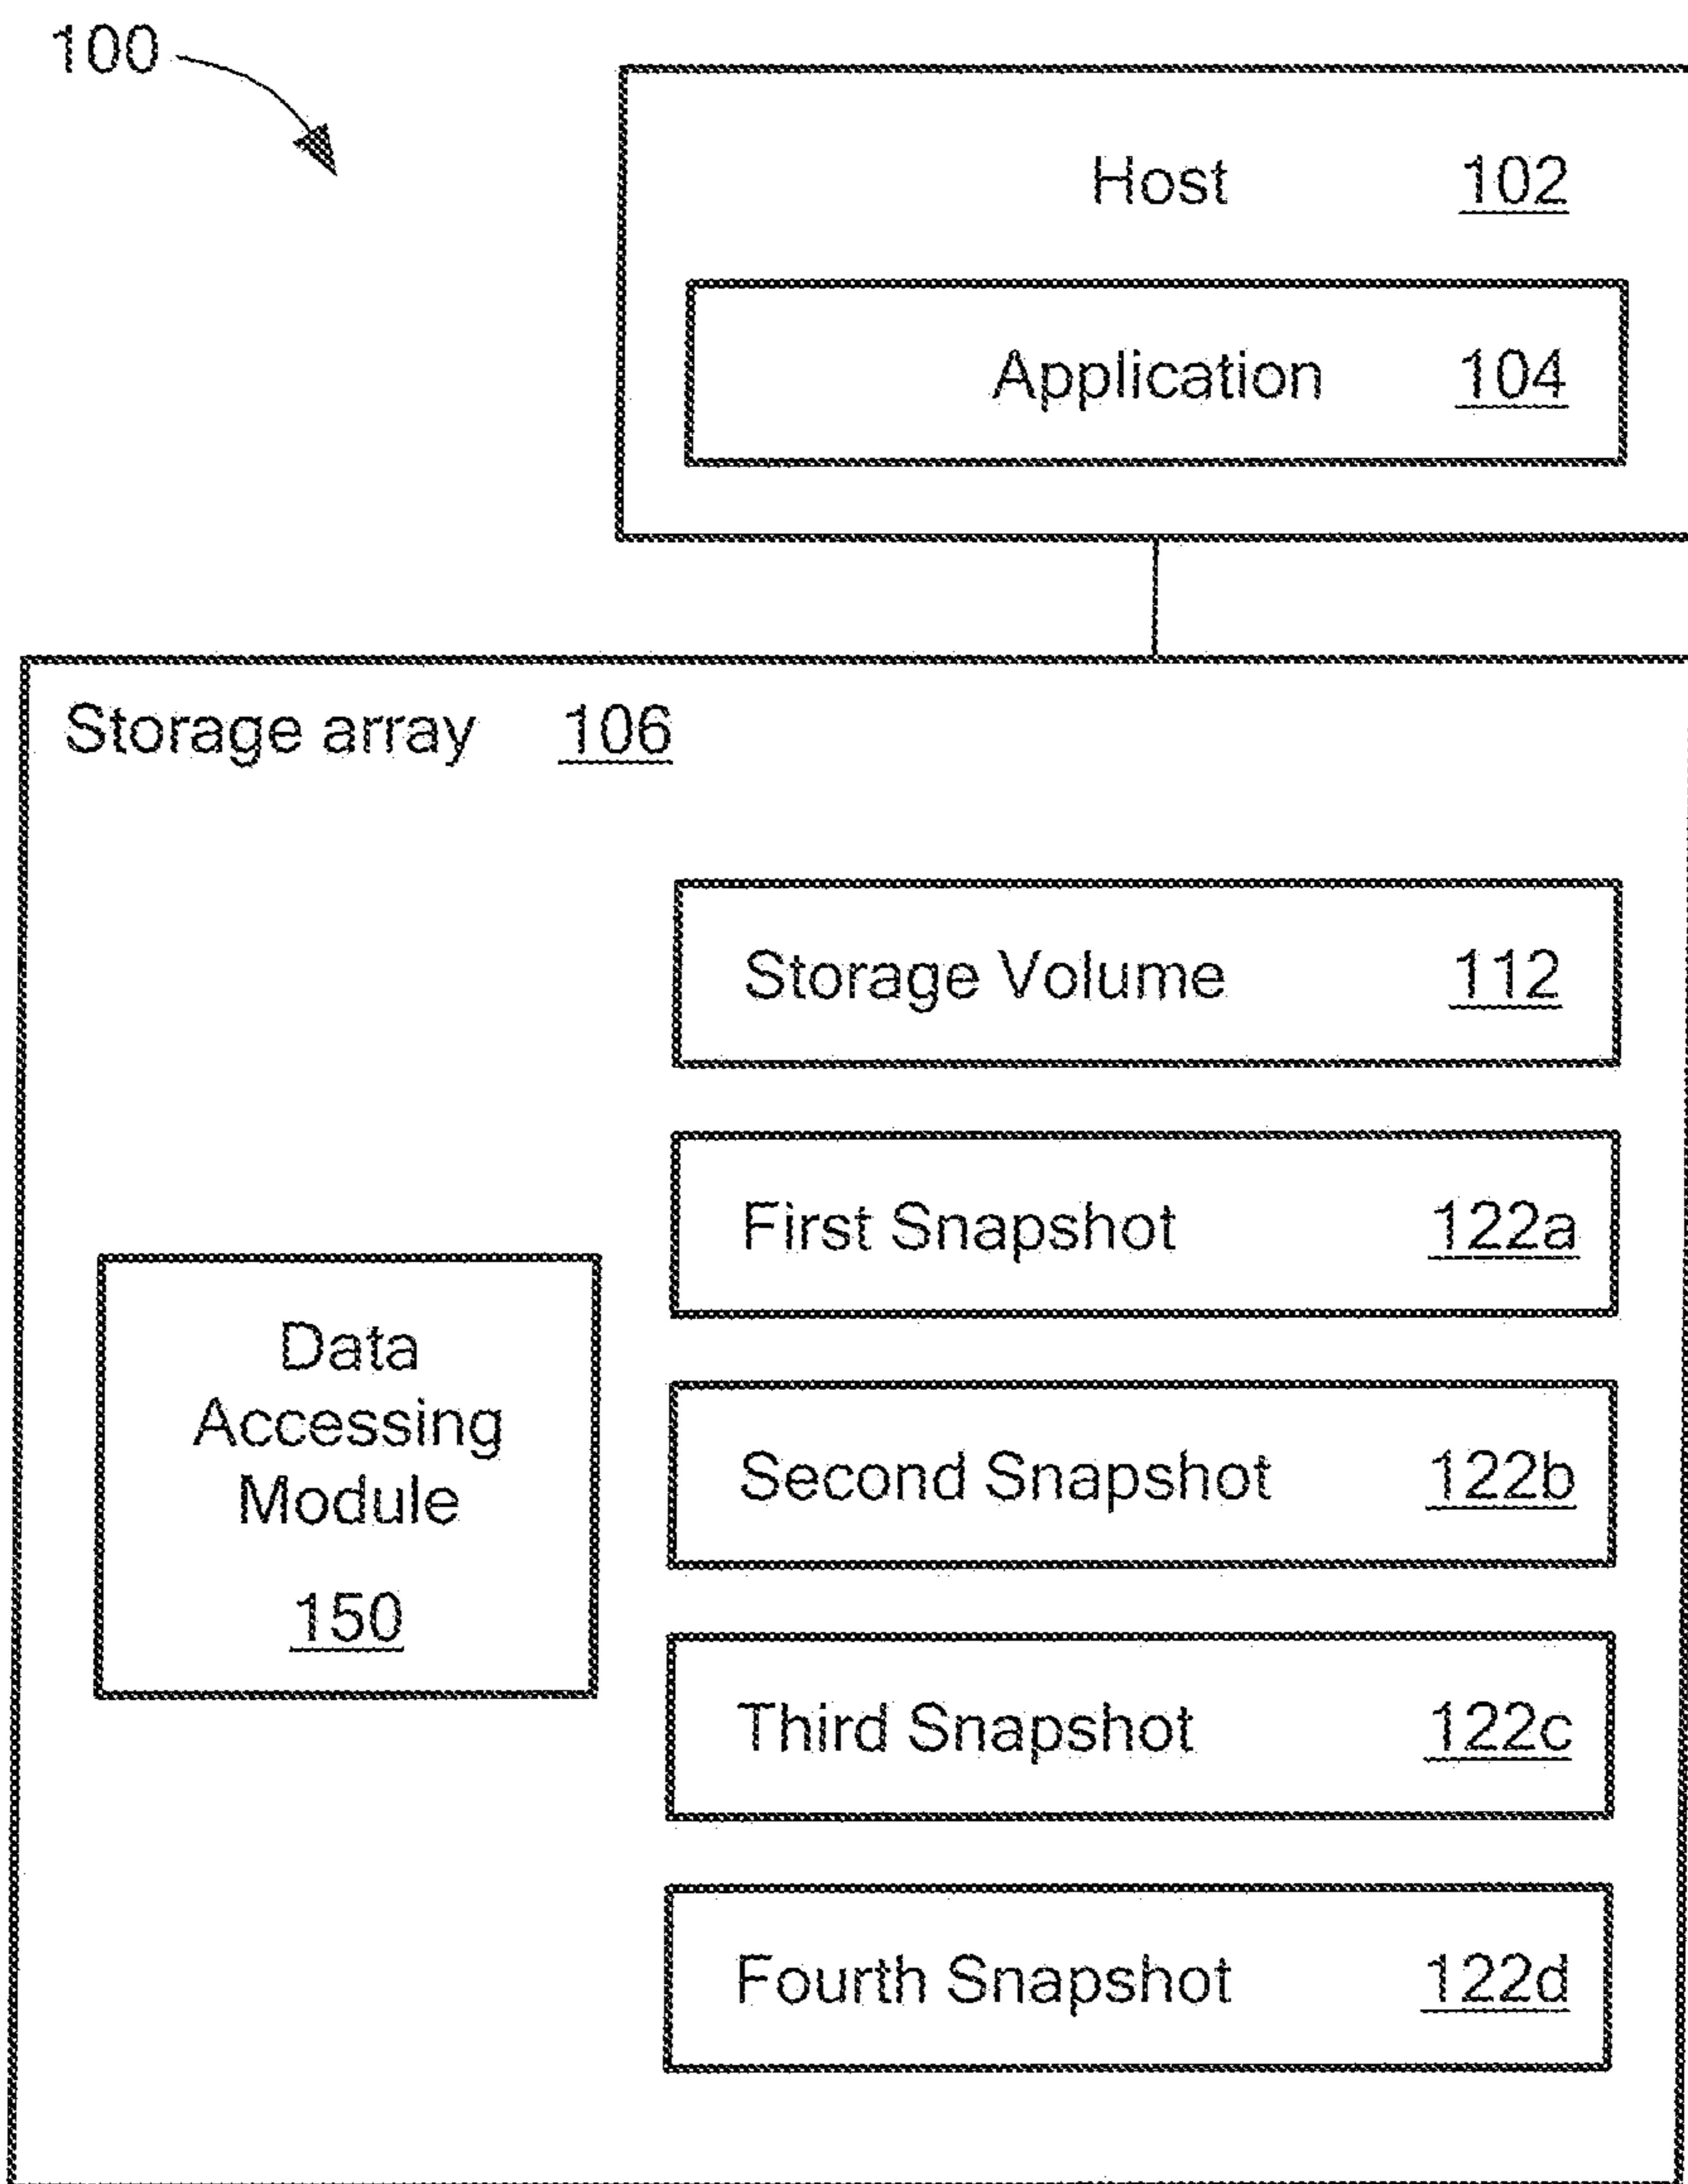 100
Host 102
Application 104
Storage array 106
Storage Volume 112
First Snapshot 122a
Data
Accessing
Module
150
Second Snapshot 122b
Third Snapshot 122c
Fourth Snapshot 122d